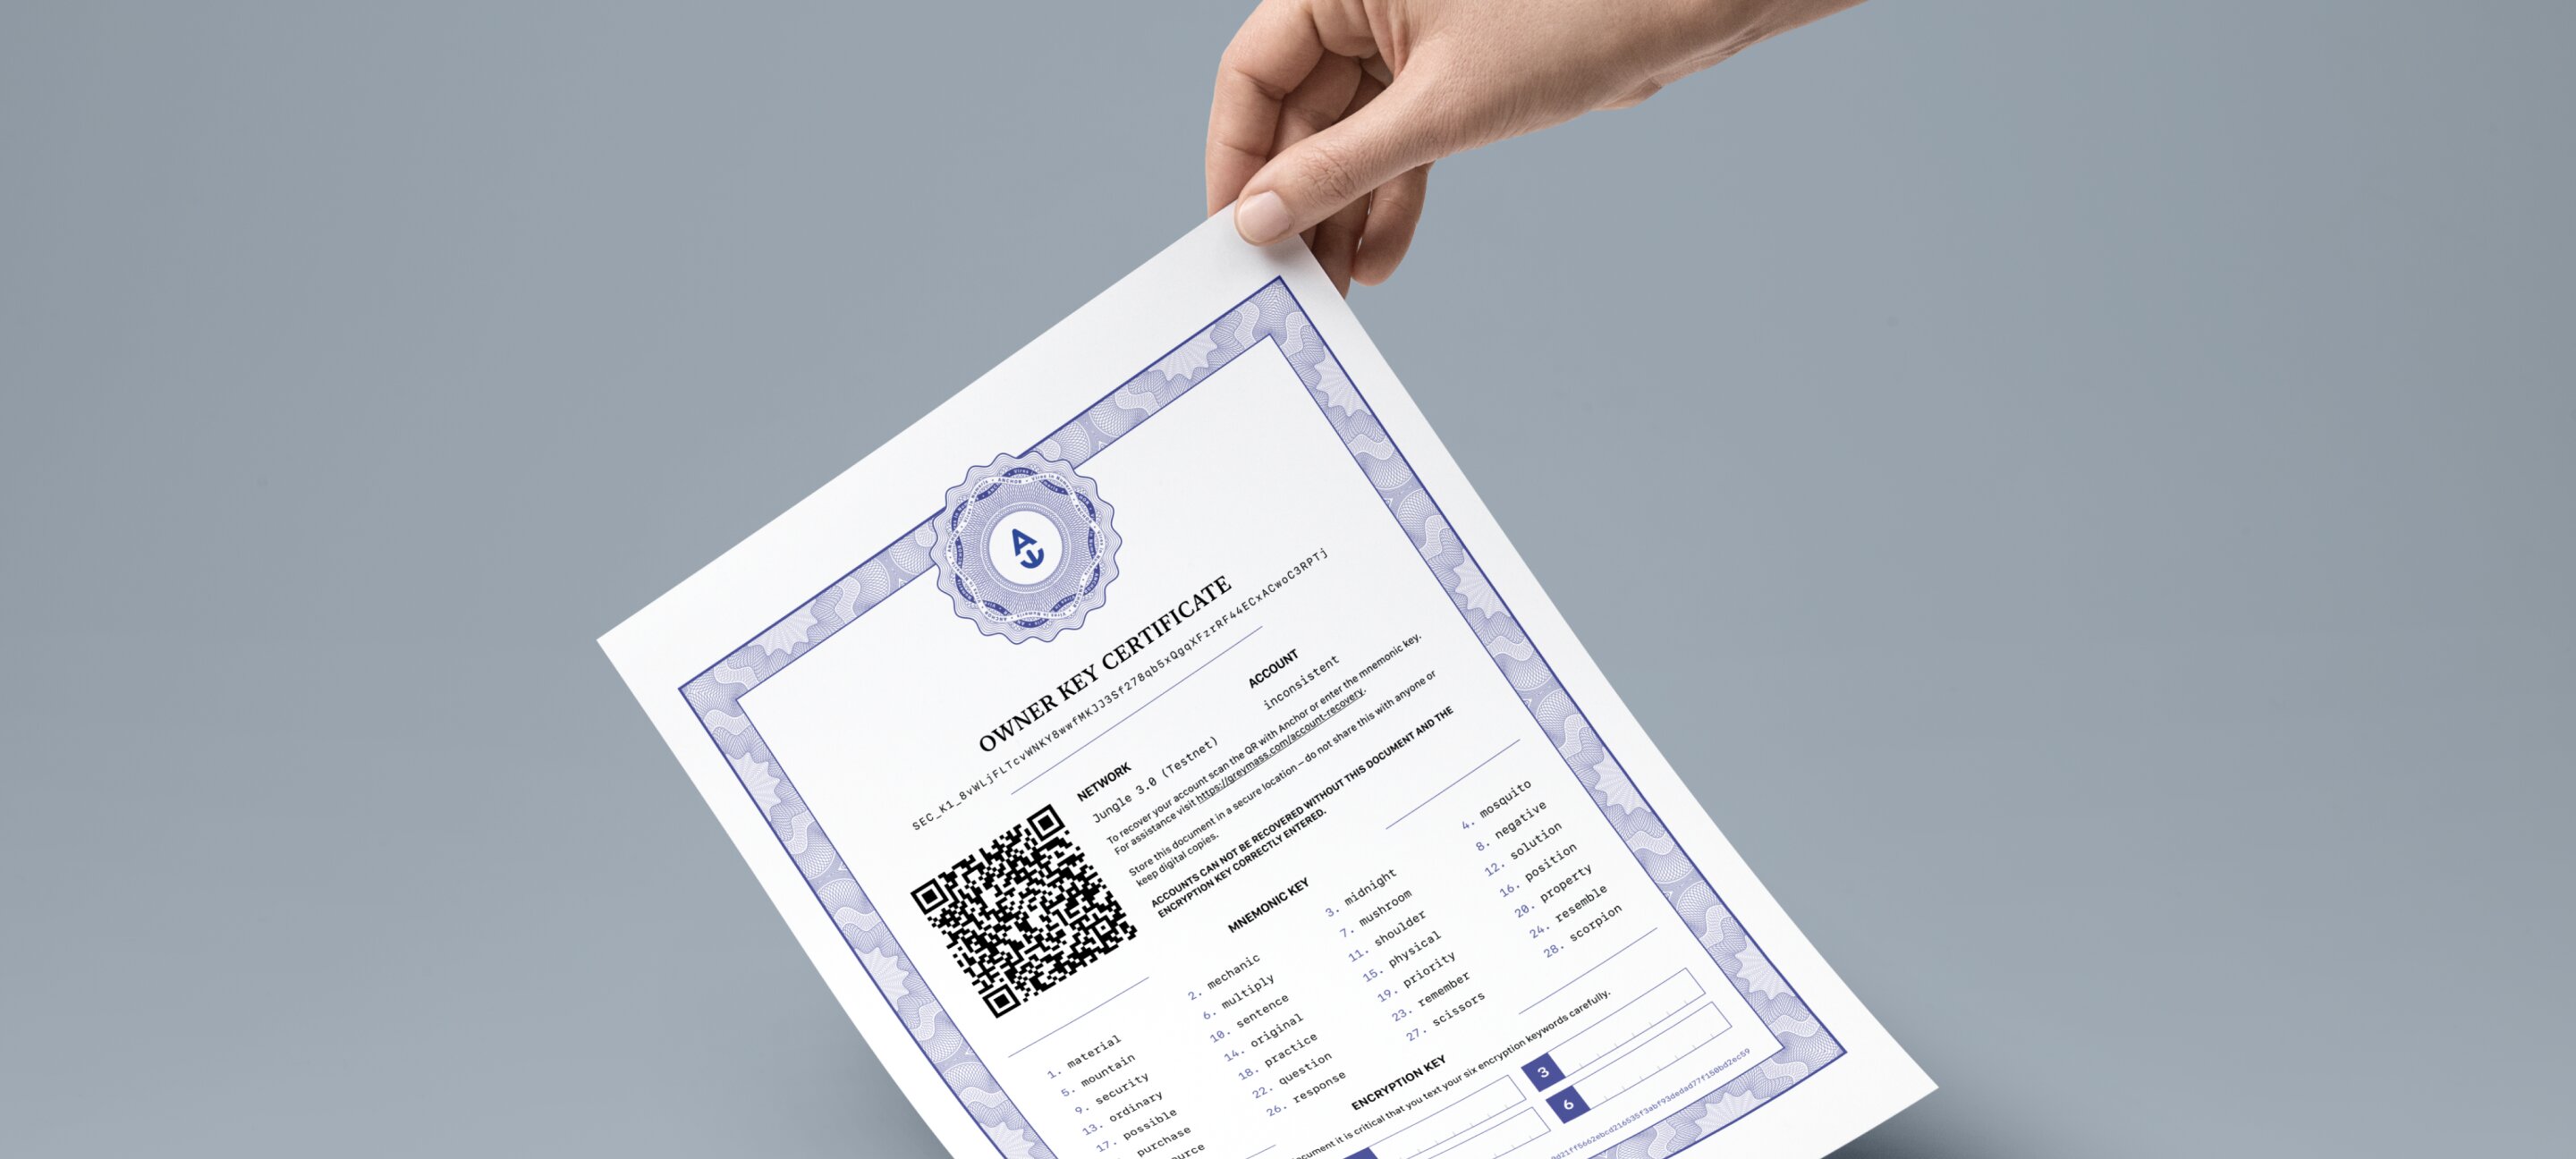 OWNER KEY CERTIFICATE
SEC_K1_8vWLjFLTcvWNKY8wwfMKJJ3Sf278qb5xQgqXFzrRF44ECxACwoC3RPTj
NETWORK
Jungle 3.0 (Testnet)
ACCOUNT
inconsistent
To recover your account scan the QR with Anchor or enter the mnemonic key.
For assistance visit https://greymass.com/account-recovery.
Store this document in a secure location — do not share this with anyone or
keep digital copies.
ACCOUNTS CAN NOT BE RECOVERED WITHOUT THIS DOCUMENT AND THE
ENCRYPTION KEY CORRECTLY ENTERED.
MNEMONIC KEY
1. material
2. mechanic
3. midnight
4. mosquito
5. mountain
6. multiply
7. mushroom
8. negative
9. security
10. sentence
11. shoulder
12. solution
13. ordinary
14. original
15. physical
16. position
17. possible
18. practice
19. priority
20. property
purchase
22. question
23. remember
24. resemble
26. response
27. scissors
28. scorpion
ENCRYPTION KEY
it is critical that you text your six encryption keywords carefully.
3
6